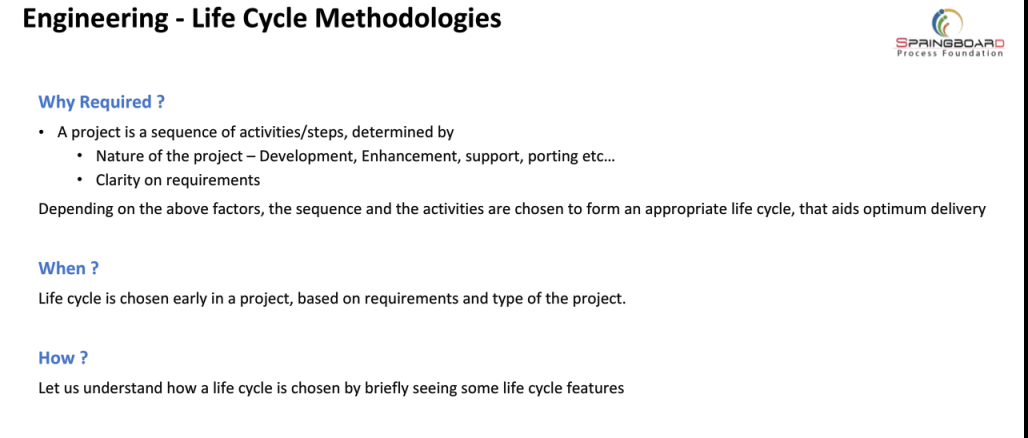 Engineering - Life Cycle Methodologies
SPRINGBOARD
Process Foundation
Why Required ?
• A project is a sequence of activities/steps, determined by
• Nature of the project – Development, Enhancement, support, porting etc...
• Clarity on requirements
Depending on the above factors, the sequence and the activities are chosen to form an appropriate life cycle, that aids optimum delivery
When ?
Life cycle is chosen early in a project, based on requirements and type of the project.
How ?
Let us understand how a life cycle is chosen by briefly seeing some life cycle features